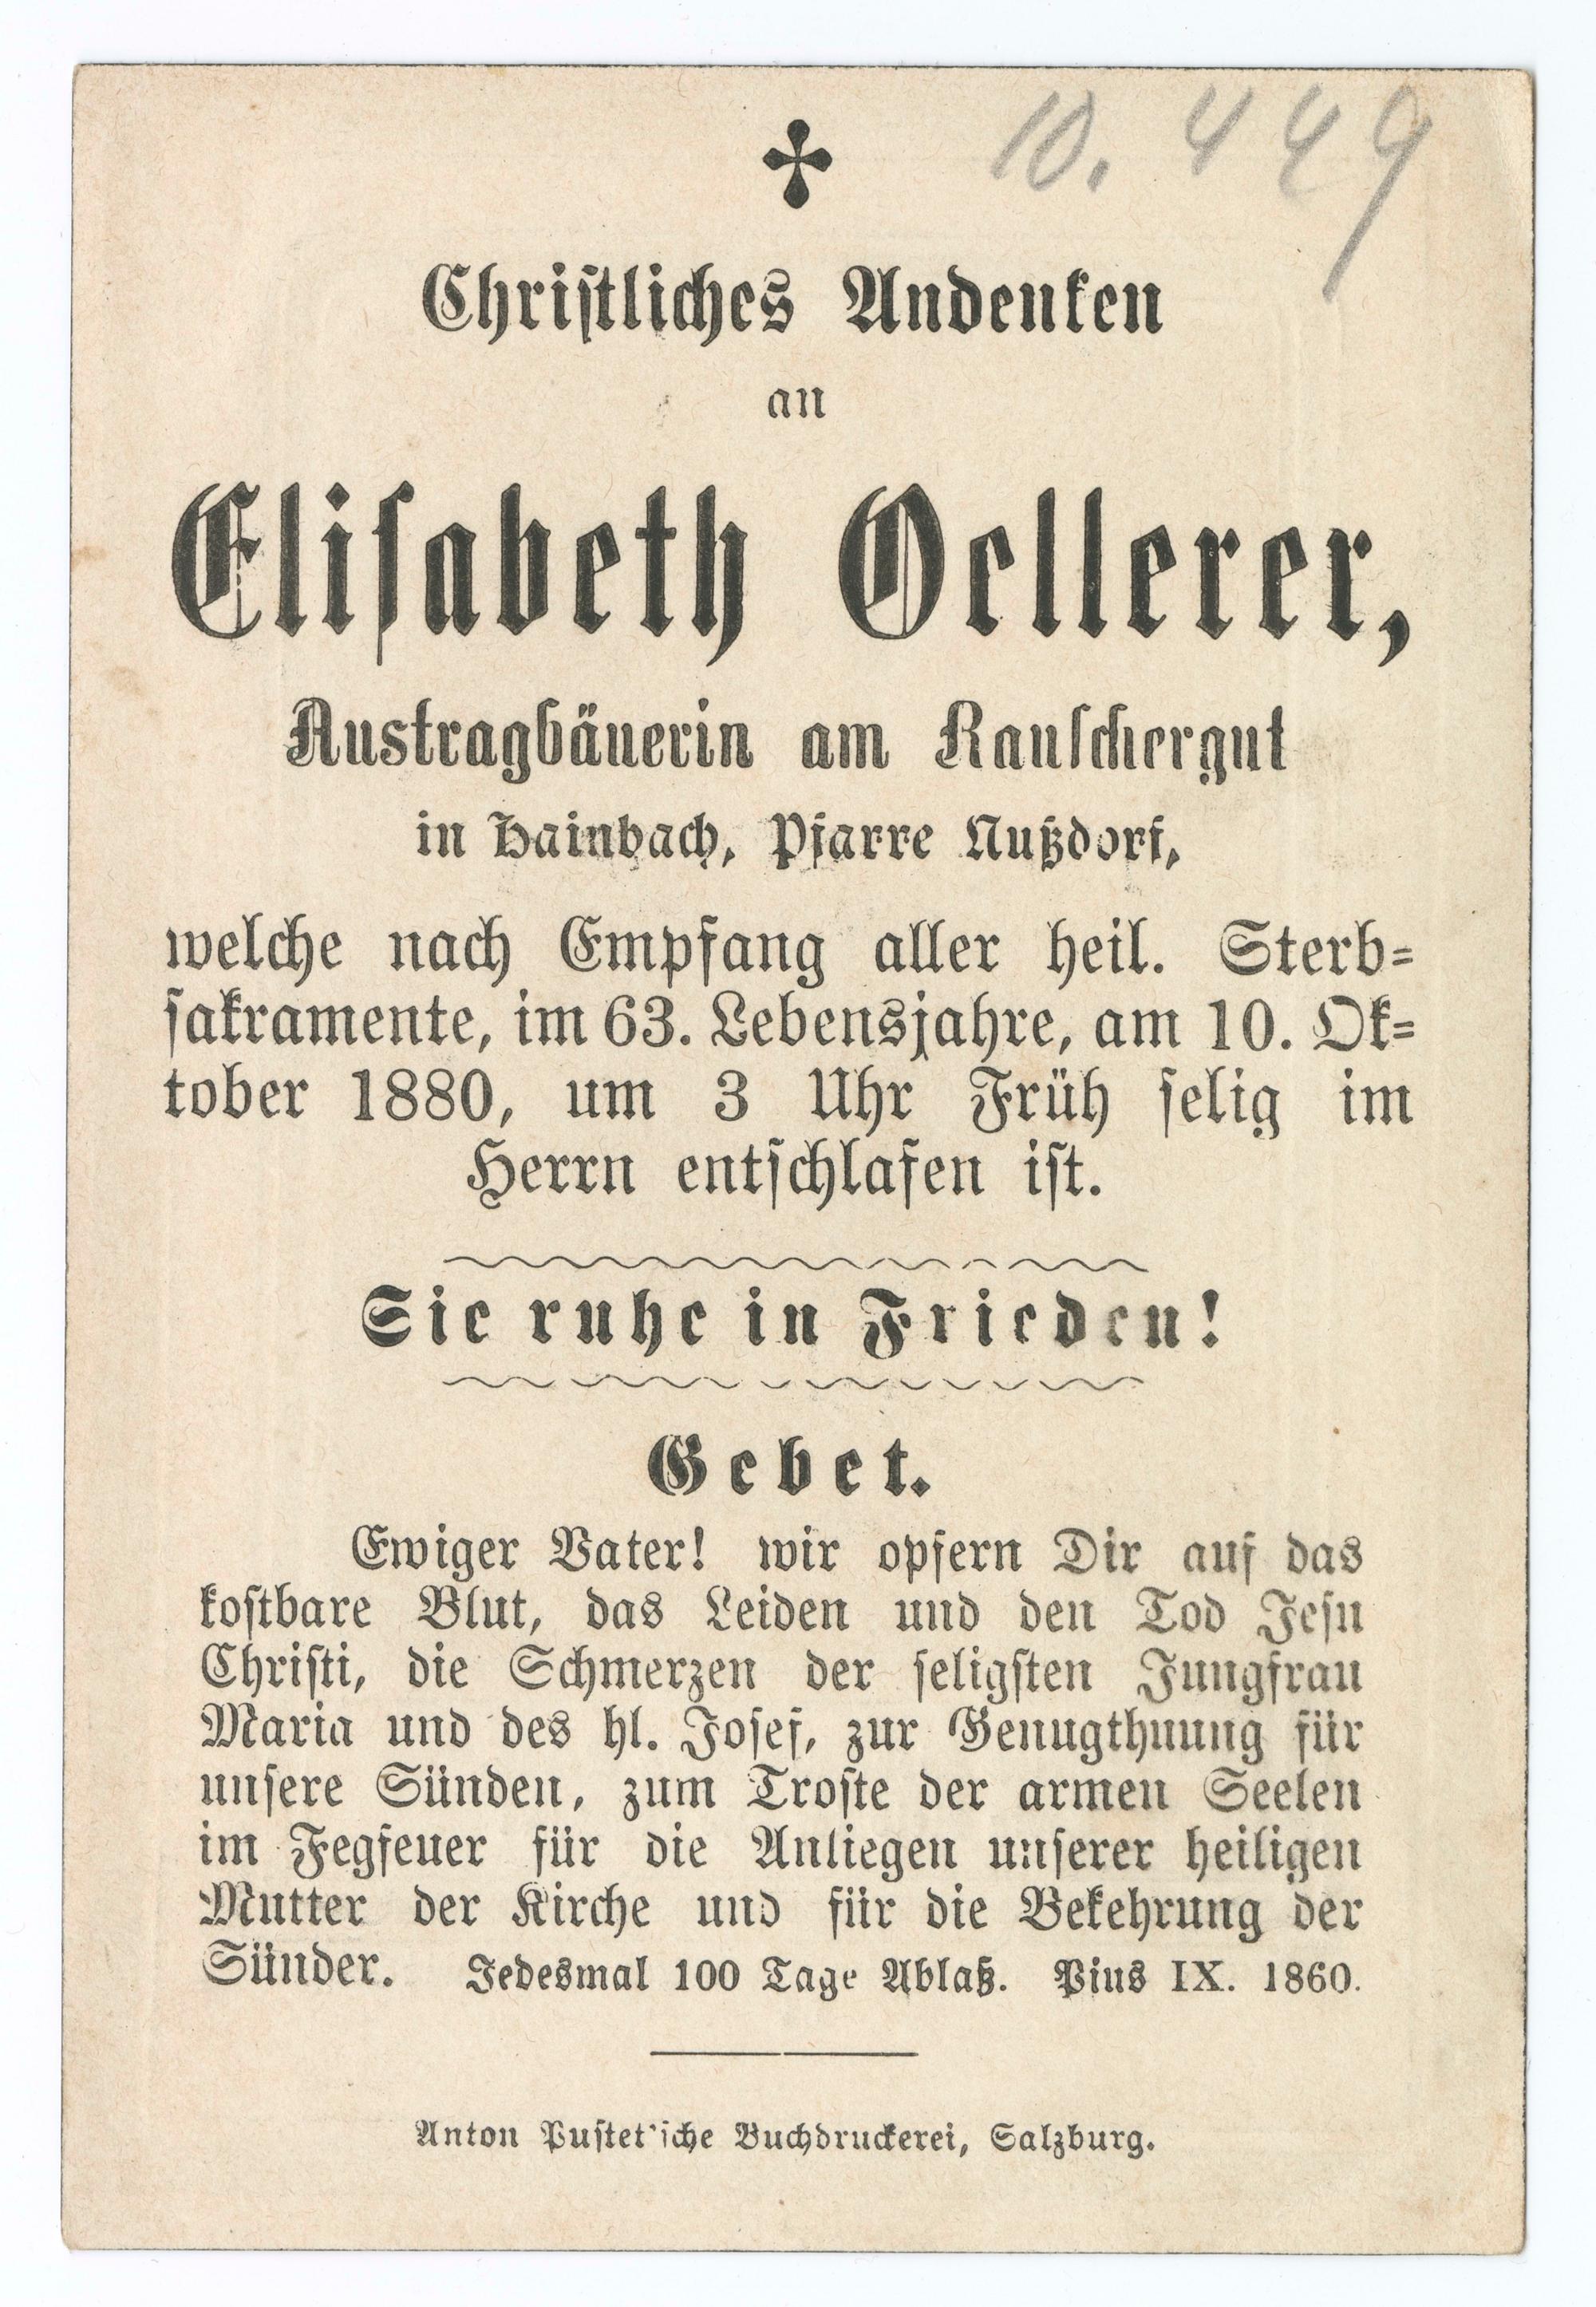 10. 449
Christliches Andenken
an
Elisabeth Oellerer,
Austragbäuerin am Rauschergut
in Hainbach, Pfarre Nußdorf,
welche nach Empfang aller heil. Sterb=
sakramente, im 63. Lebensjahre, am 10. Ok=
tober 1880, um 3 Uhr Früh selig im
Herrn entschlafen ist.
Sie ruhe in Frieden!
Gebet.
Ewiger Vater! wir opfern Dir auf das
kostbare Blut, das Leiden und den Tod Jesu
Christi, die Schmerzen der seligsten Jungfrau
Maria und des hl. Josef, zur Genugthuung für
unsere Sünden, zum Troste der armen Seelen
im Fegfeuer für die Anliegen unserer heiligen
Mutter der Kirche und für die Bekehrung der
Sünder. Jedesmal 100 Tage Ablaß. Pius IX. 1860.
Anton Pustet'sche Buchdruckerei, Salzburg.